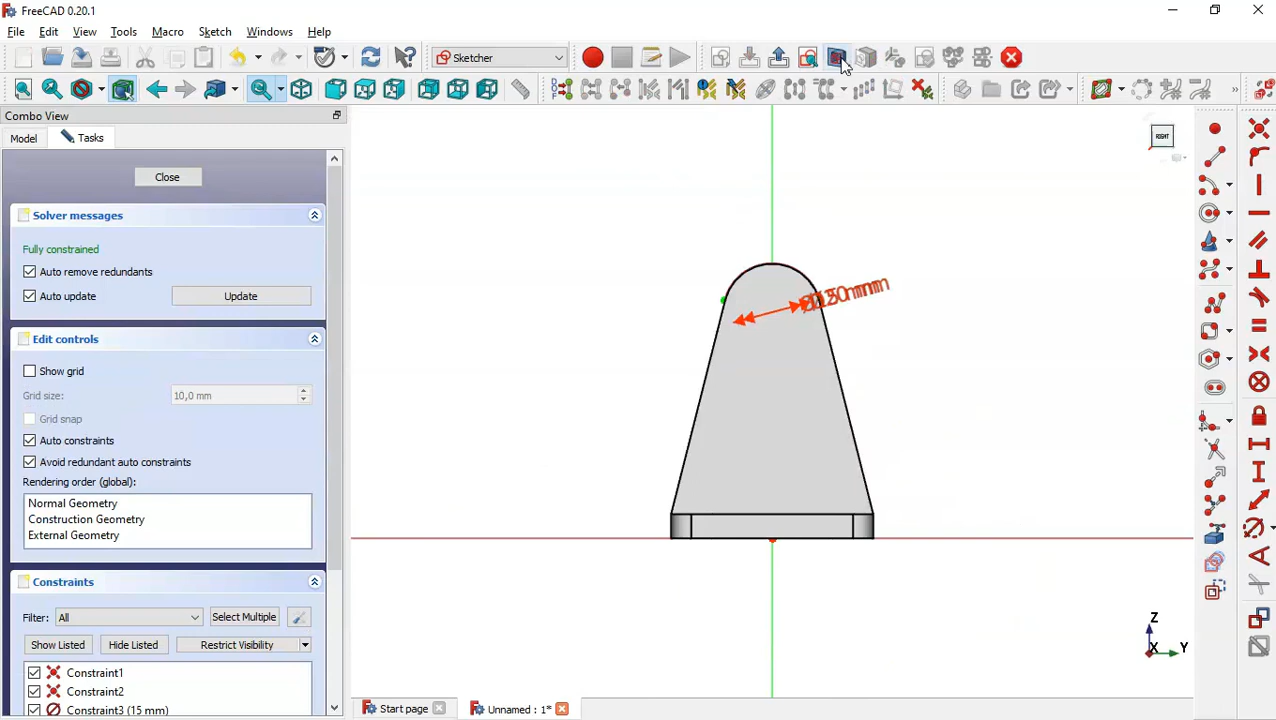 FreeCAD 0.20.1
File Edit View Tools Macro Sketch Windows Help
Sketcher
Combo View
Model Tasks
Close
Solver messages
Fully constrained
Auto remove redundants
Auto update Update
Edit controls
Show grid
Grid size: 10,0 mm
Grid snap
Auto constraints
Avoid redundant auto constraints
Rendering order (global):
Normal Geometry
Construction Geometry
External Geometry
Constraints
Filter: All Select Multiple
Show Listed Hide Listed Restrict Visibility
Constraint1
Constraint2
Constraint3 (15 mm)
RIGHT
Z
Y
X
Start page Unnamed : 1*